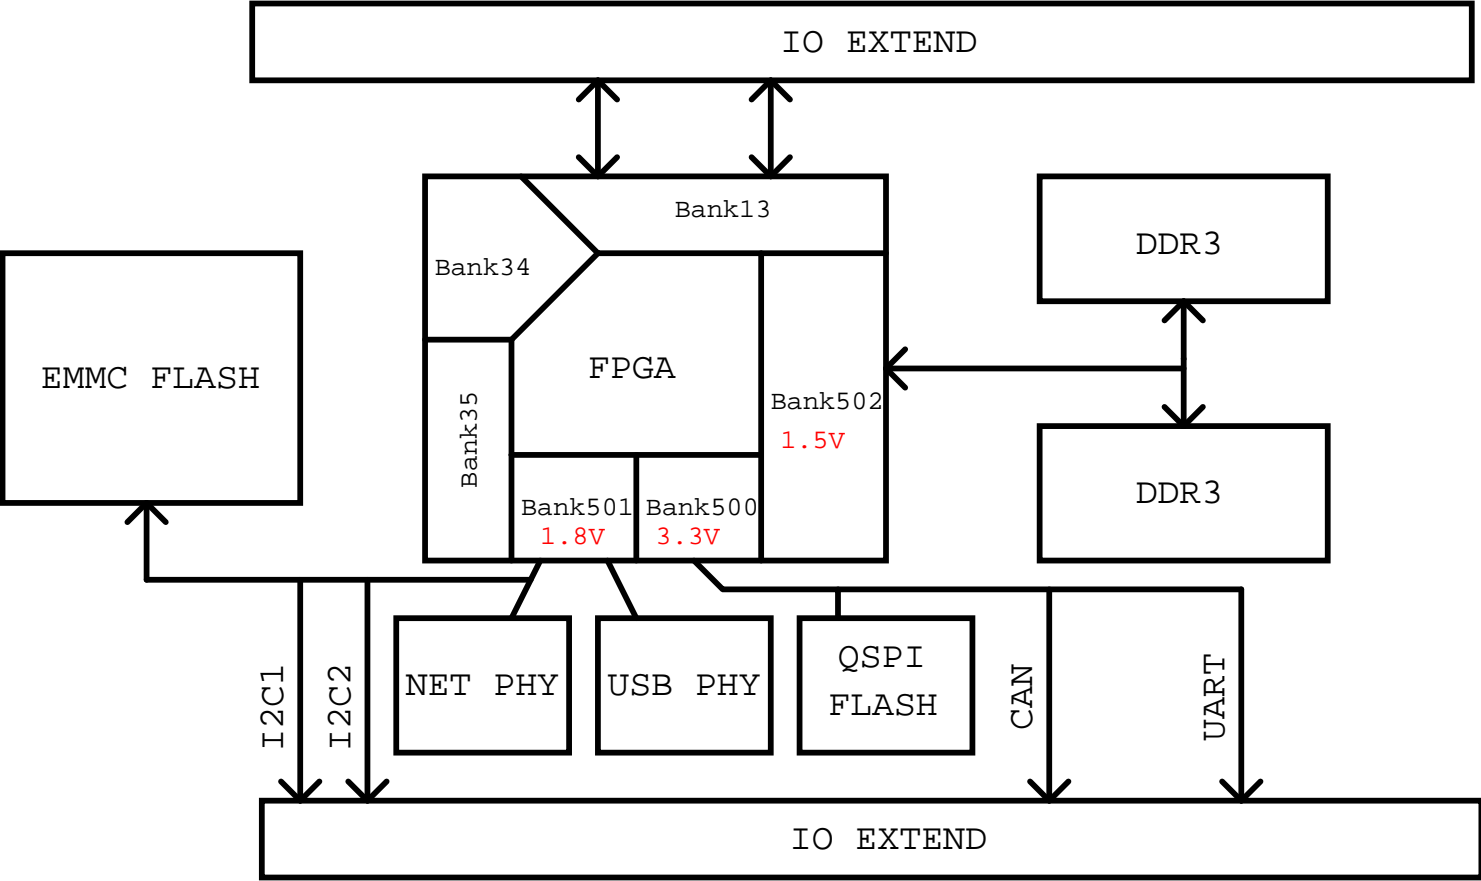 IO EXTEND
Bank13
DDR3
Bank34
EMMC FLASH
FPGA
Bank35
Bank502
1.5V
DDR3
Bank501
1.8V
Bank500
3.3V
I2C1
I2C2
NET PHY
USB PHY
QSPI
FLASH
CAN
UART
IO EXTEND